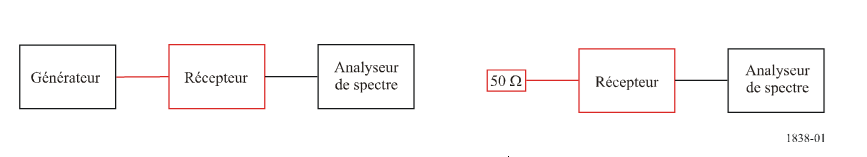 Générateur
Récepteur
Analyseur
de spectre
50 Ω
Récepteur
Analyseur
de spectre
1838-01